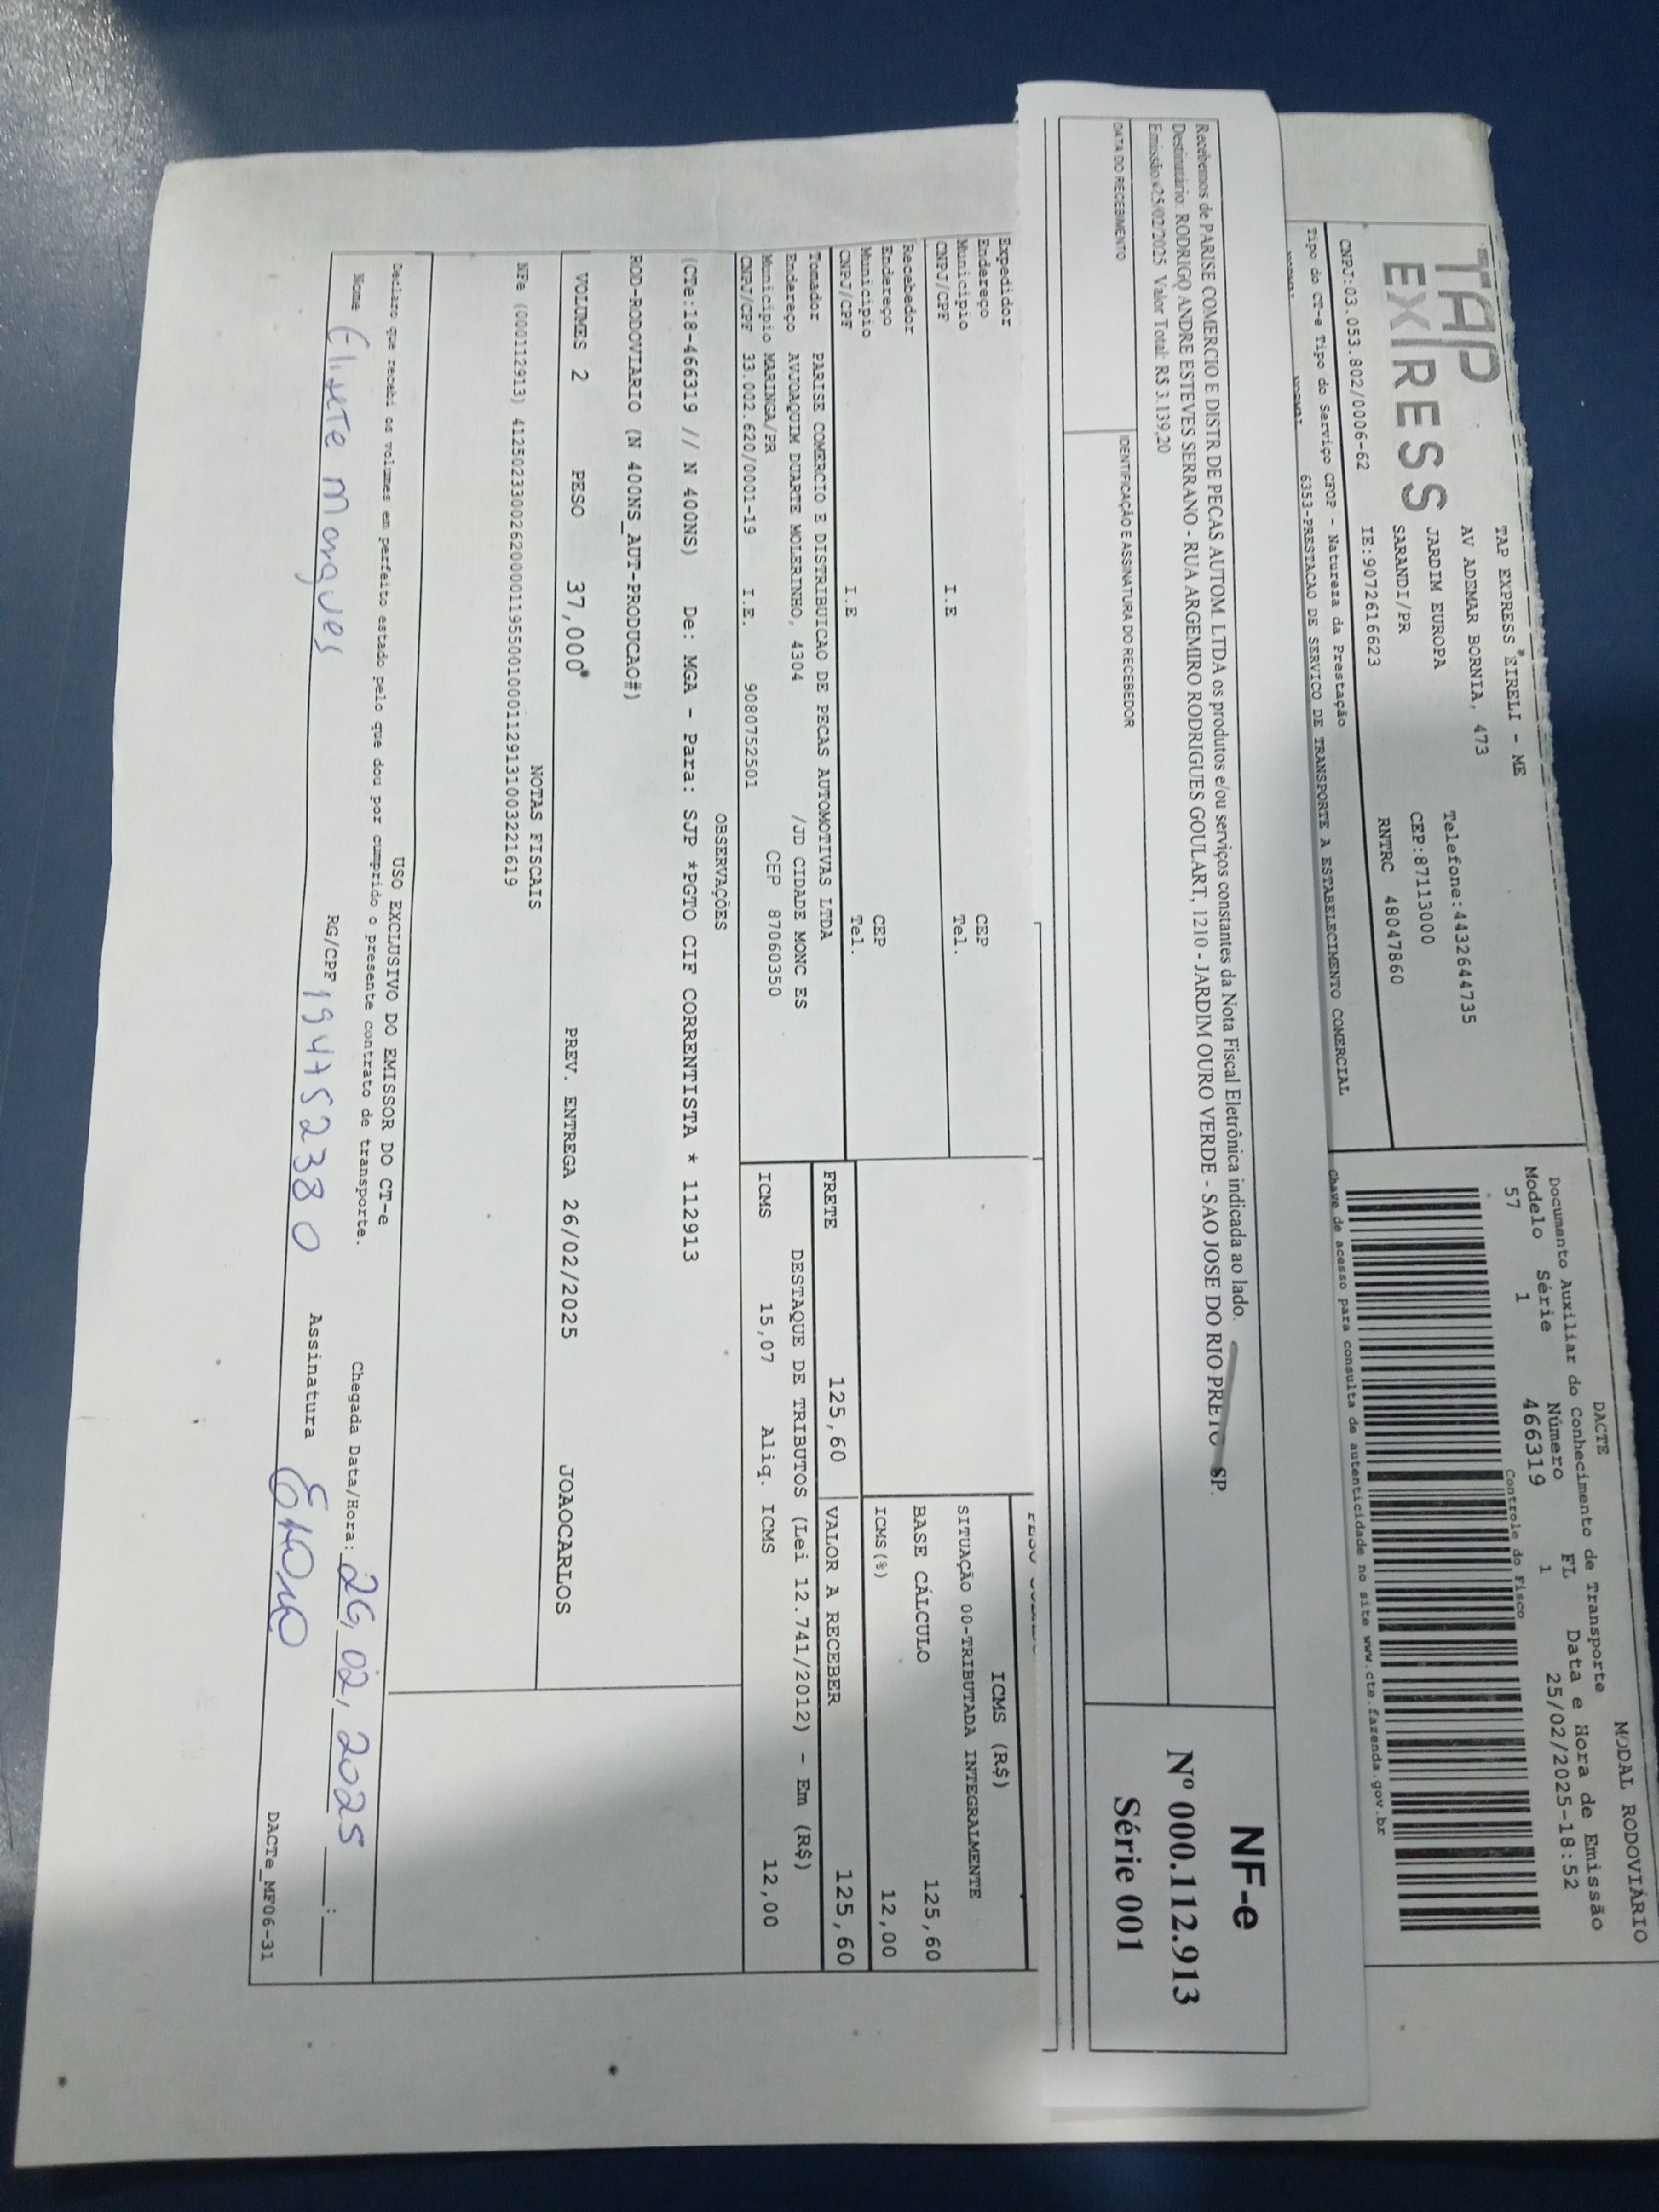 TAP
EXPRESS
TAP EXPRESS EIRELI - ME
AV ADEMAR BORNIA, 473
Telefone:4432644735
JARDIM EUROPA
CEP:87113000
SARANDI/PR
RNTRC 48047860
CNPJ:03.053.802/0006-62 IE:9072616623
Tipo do CT-e Tipo do Serviço CFOP - Natureza da Prestação
6353-PRESTACAO DE SERVICO DE TRANSPORTE A ESTABELECIMENTO COMERCIAL
DACTE
MODAL RODOVIÁRIO
Documento Auxiliar do Conhecimento de Transporte
Modelo Série Número FL Data e Hora de Emissão
57 1 466319 1 25/02/2025-18:52
Controle do Fisco
Chave de acesso para consulta de autenticidade no site www.cte.fazenda.gov.br
Recebemos de PARISE COMERCIO E DISTR DE PECAS AUTOM. LTDA os produtos e/ou serviços constantes da Nota Fiscal Eletrônica indicada ao lado.
Destinatário: RODRIGO ANDRE ESTEVES SERRANO - RUA ARGEMIRO RODRIGUES GOULART, 1210 - JARDIM OURO VERDE - SAO JOSE DO RIO PRETO SP.
Emissão: 25/02/2025 Valor Total: R$ 3.139,20
DATA DO RECEBIMENTO
IDENTIFICAÇÃO E ASSINATURA DO RECEBEDOR
NF-e
Nº 000.112.913
Série 001
Expedidor
Endereço CEP
Município Tel.
CNPJ/CPF I.E
Recebedor
Endereço CEP
Município Tel.
CNPJ/CPF I.E
Tomador PARISE COMERCIO E DISTRIBUICAO DE PECAS AUTOMOTIVAS LTDA
Endereço AVJOAQUIM DUARTE MOLERINHO, 4304 /JD CIDADE MONC ES
Município MARINGA/PR CEP 87060350
CNPJ/CPF 33.002.620/0001-19 I.E. 9080752501
ICMS (R$)
SITUAÇÃO 00-TRIBUTADA INTEGRALMENTE
BASE CÁLCULO 125,60
ICMS(%) 12,00
FRETE 125,60 VALOR A RECEBER 125,60
DESTAQUE DE TRIBUTOS (Lei 12.741/2012) - Em (R$)
ICMS 15,07 Aliq. ICMS 12,00
OBSERVAÇÕES
(CTe:18-466319 // N 400NS) De: MGA - Para: SJP *PGTO CIF CORRENTISTA * 112913
ROD-RODOVIARIO (N 400NS_AUT-PRODUCAO#)
VOLUMES 2 PESO 37,000 PREV. ENTREGA 26/02/2025 JOAOCARLOS
NOTAS FISCAIS
NFe (000112913) 41250233002620000119550010001129131003221619
USO EXCLUSIVO DO EMISSOR DO CT-e
Declaro que recebi os volumes em perfeito estado pelo que dou por cumprido o presente contrato de transporte.
Chegada Data/Hora: 26, 02, 2025 :
Nome Elisete Marques RG/CPF 194752380 Assinatura
DACTe_MF06-31